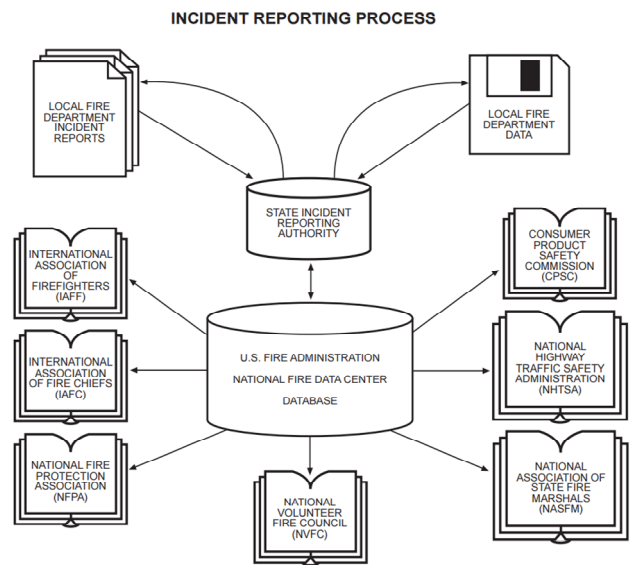 INCIDENT REPORTING PROCESS
LOCAL FIRE
DEPARTMENT
INCIDENT
REPORTS
LOCAL FIRE
DEPARTMENT
DATA
STATE INCIDENT
REPORTING
AUTHORITY
INTERNATIONAL
ASSOCIATION
OF
FIREFIGHTERS
(IAFF)
CONSUMER
PRODUCT
SAFETY
COMMISSION
(CPSC)
U.S. FIRE ADMINISTRATION
NATIONAL FIRE DATA CENTER
DATABASE
INTERNATIONAL
ASSOCIATION
OF FIRE CHIEFS
(IAFC)
NATIONAL
HIGHWAY
TRAFFIC SAFETY
ADMINISTRATION
(NHTSA)
NATIONAL FIRE
PROTECTION
ASSOCIATION
(NFPA)
NATIONAL
VOLUNTEER
FIRE COUNCIL
(NVFC)
NATIONAL
ASSOCIATION OF
STATE FIRE
MARSHALS
(NASFM)